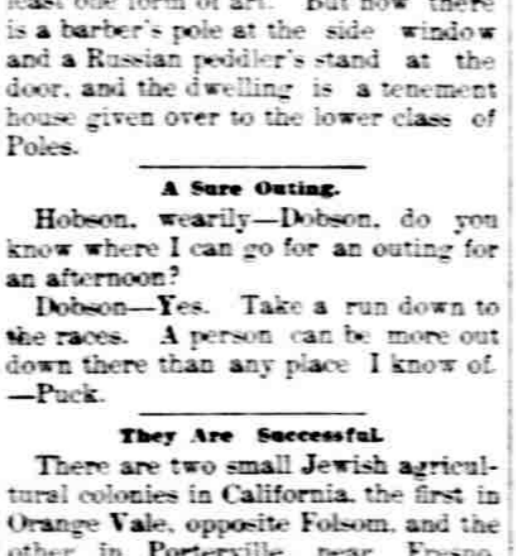 least one form of art. But now there
is a barber's pole at the side window
and a Russian peddler's stand at the
door, and the dwelling is a tenement
house given over to the lower class of
Poles.
A Sure Outing.
Hobson, wearily—Dobson, do you
know where I can go for an outing for
an afternoon?
Dobson—Yes. Take a run down to
the races. A person can be more out
down there than any place I know of.
—Puck.
They Are Successful.
There are two small Jewish agricul-
tural colonies in California, the first in
Orange Vale, opposite Folsom, and the
other in Porterville, near Fresno.